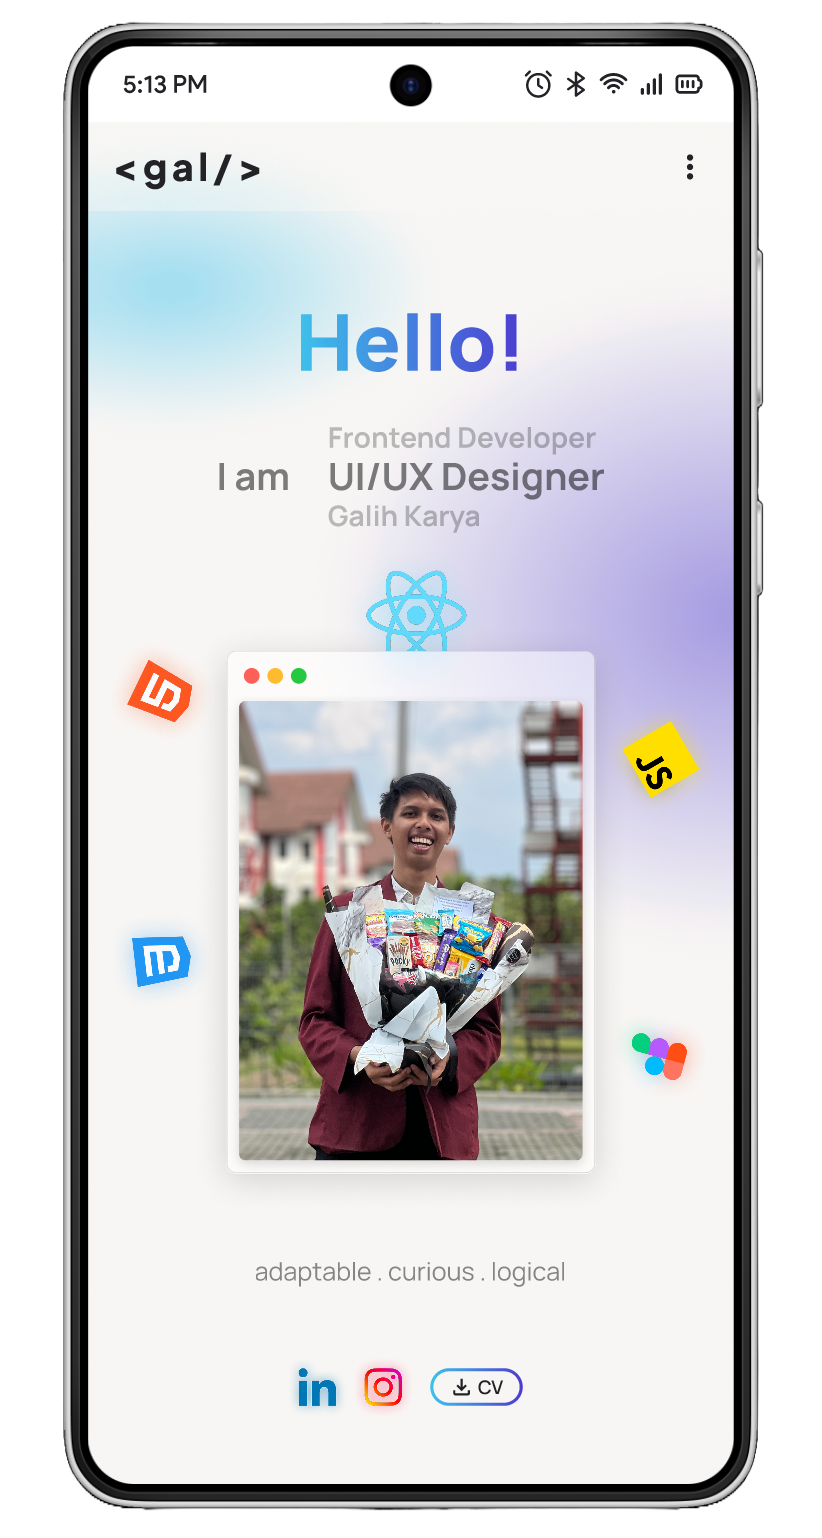 5:13 PM
<gal/>
Hello!
Frontend Developer
I am UI/UX Designer
Galih Karya
5
JS
adaptable . curious . logical
in
CV